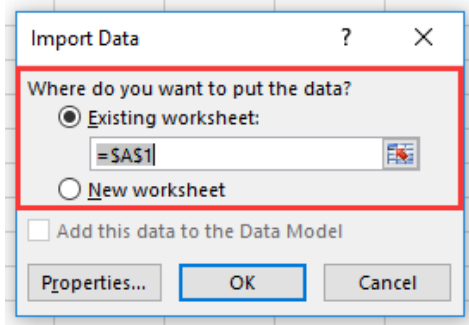 Import Data ? X
Where do you want to put the data?
Existing worksheet:
=$A$1
New worksheet
Add this data to the Data Model
Properties... OK Cancel